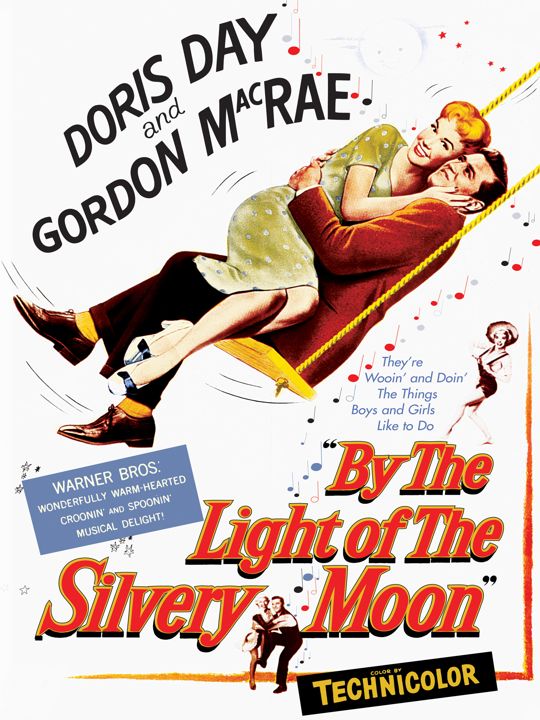 DORIS DAY
and
GORDON MACRAE
They're
Wooin' and Doin'
The Things
Boys and Girls
Like to Do
WARNER BROS.'
WONDERFULLY WARM-HEARTED
CROONIN' AND SPOONIN'
MUSICAL DELIGHT!
"By The
Light of The
Silvery Moon"
COLOR BY
TECHNICOLOR